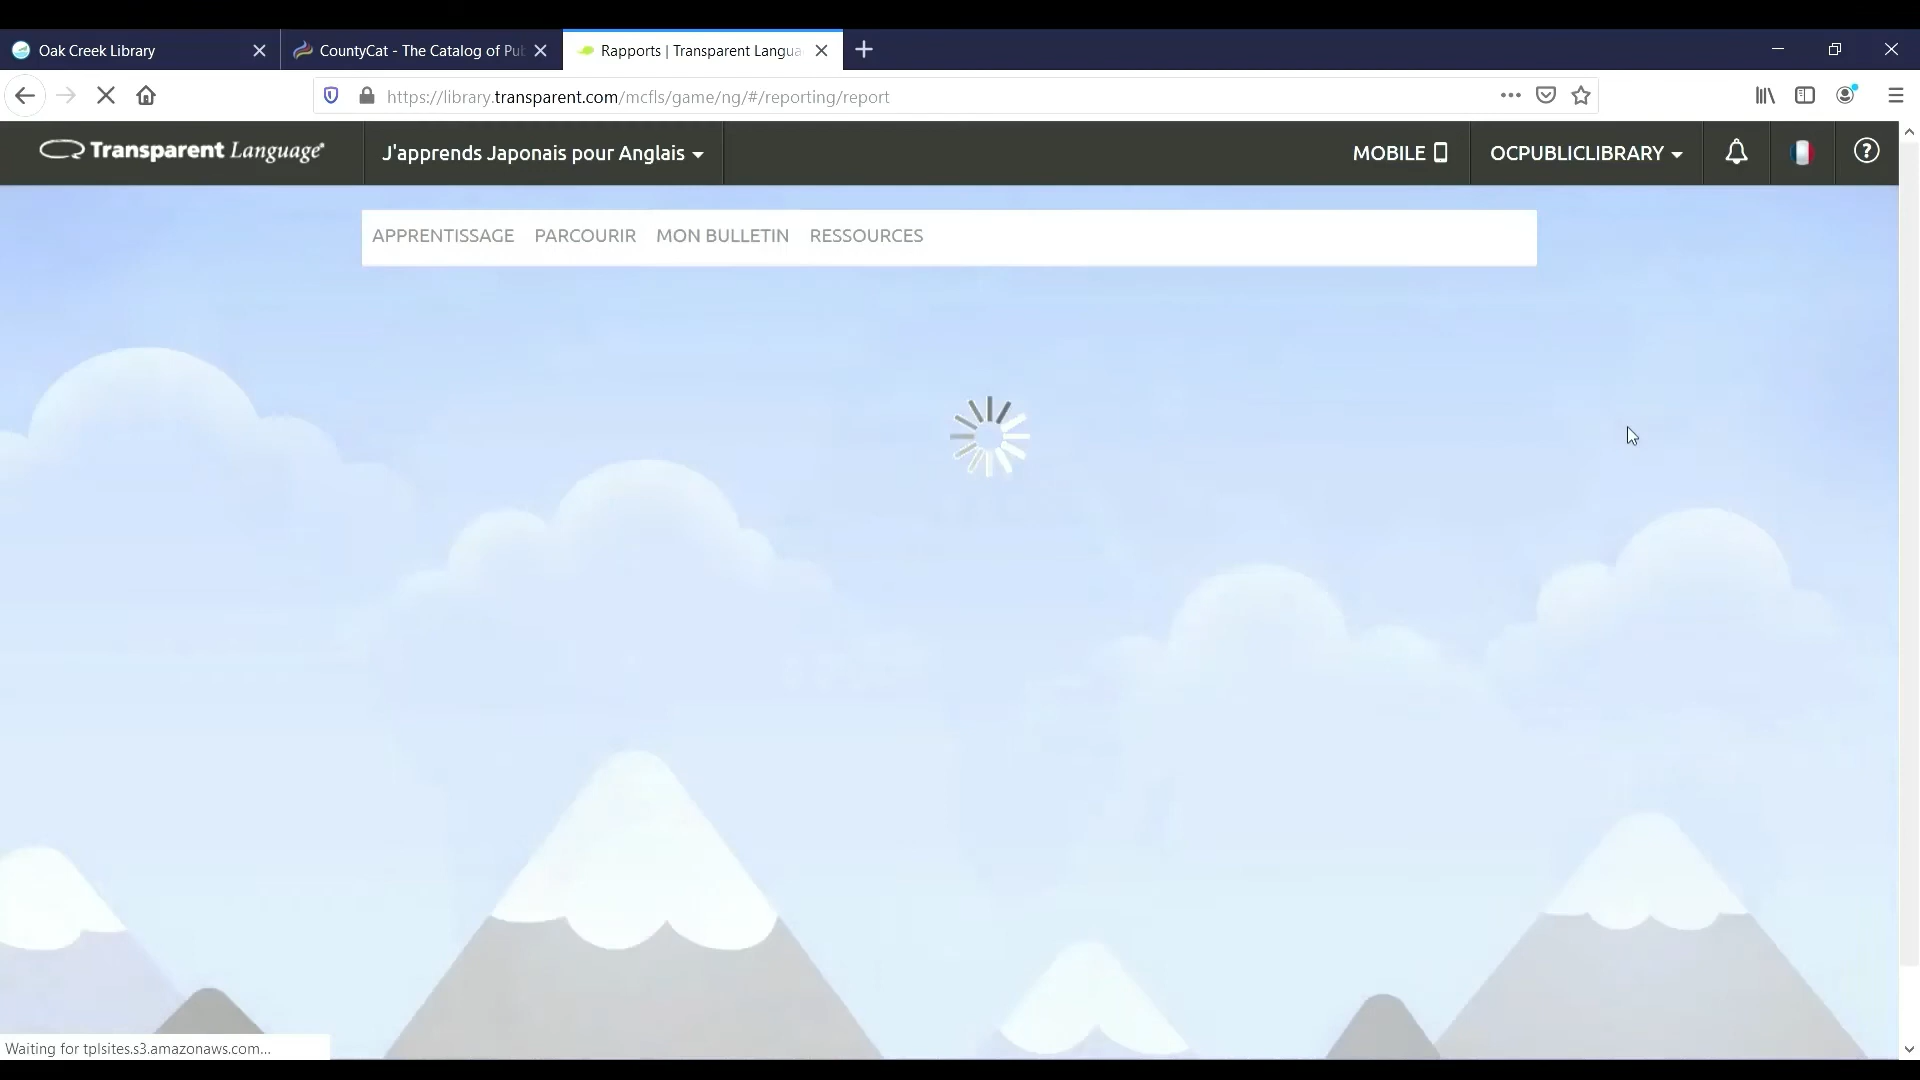 Oak Creek Library
CountyCat - The Catalog of Pu
Rapports | Transparent Langua
https://library.transparent.com/mcfls/game/ng/#/reporting/report
Transparent Language
J'apprends Japonais pour Anglais
MOBILE
OCPUBLICLIBRARY
APPRENTISSAGE PARCOURIR MON BULLETIN RESSOURCES
Waiting for tplsites.s3.amazonaws.com...